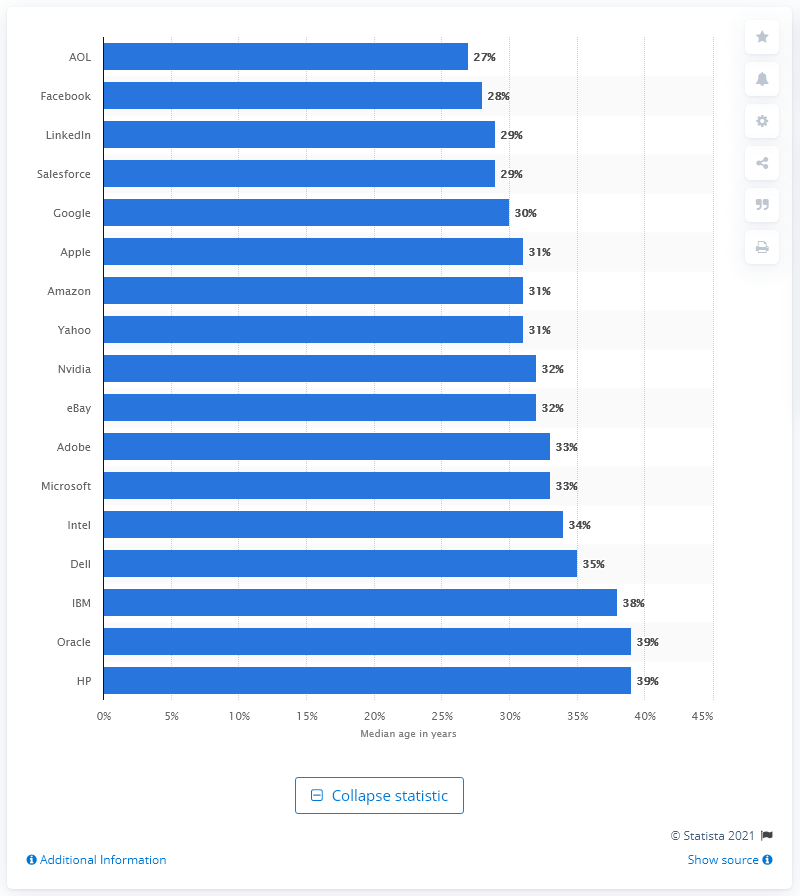 AOL 27%
Facebook 28%
LinkedIn 29%
Salesforce 29%
Google 30%
Apple 31%
Amazon 31%
Yahoo 31%
Nvidia 32%
eBay 32%
Adobe 33%
Microsoft 33%
Intel 34%
Dell 35%
IBM 38%
Oracle 39%
HP 39%
0% 5% 10% 15% 20% 25% 30% 35% 40% 45%
Median age in years
Collapse statistic
© Statista 2021
Additional Information Show source